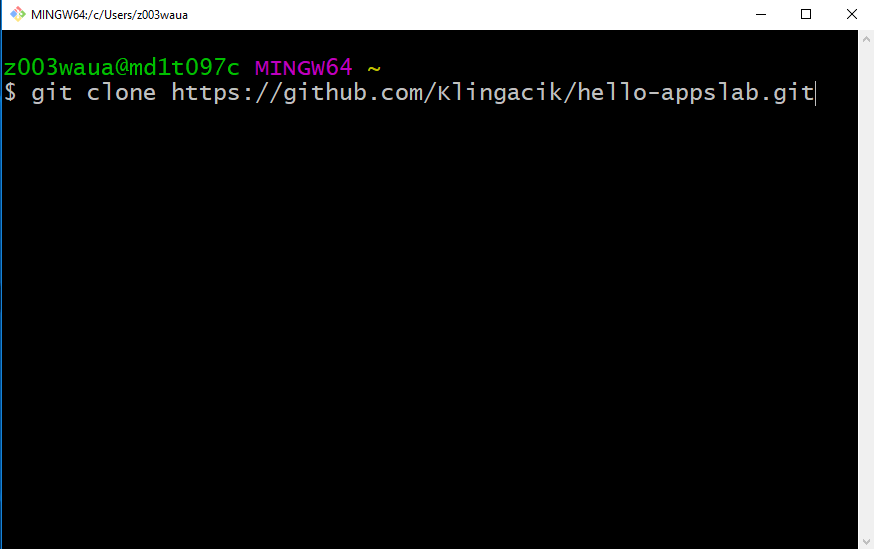 MINGW64:/c/Users/z003waua
z003waua@md1t097c MINGW64 ~
$ git clone https://github.com/Klingacik/hello-appslab.git